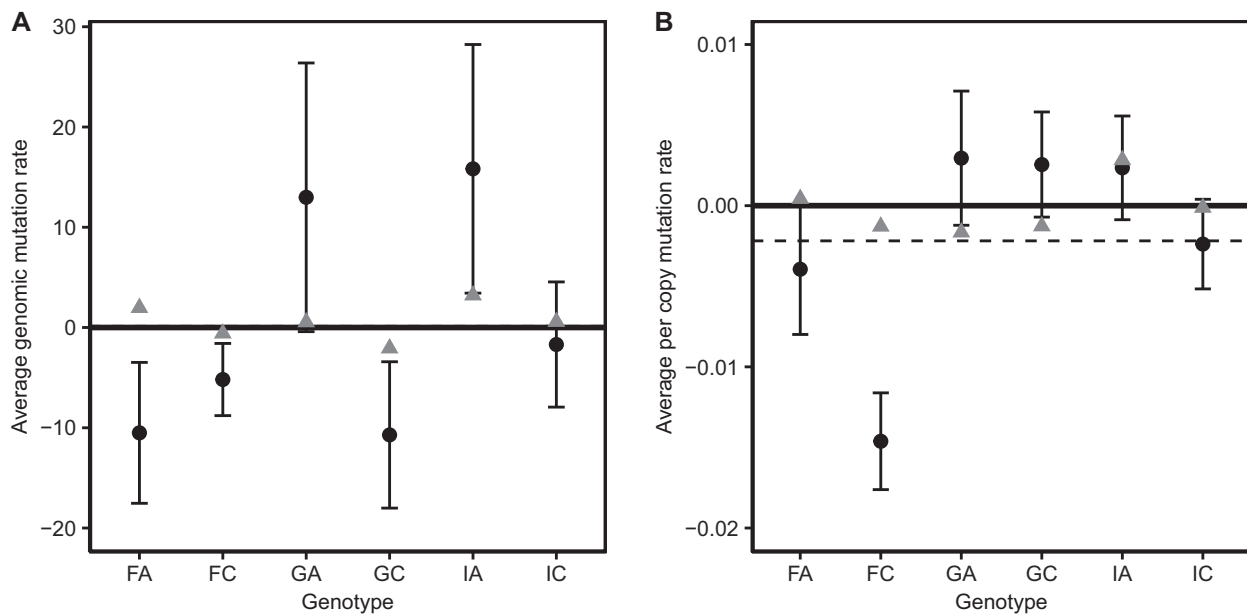 A
Average genomic mutation rate
30
20
10
0
−10
−20
FA FC GA GC IA IC
Genotype
B
Average per copy mutation rate
0.01
0.00
−0.01
−0.02
FA FC GA GC IA IC
Genotype